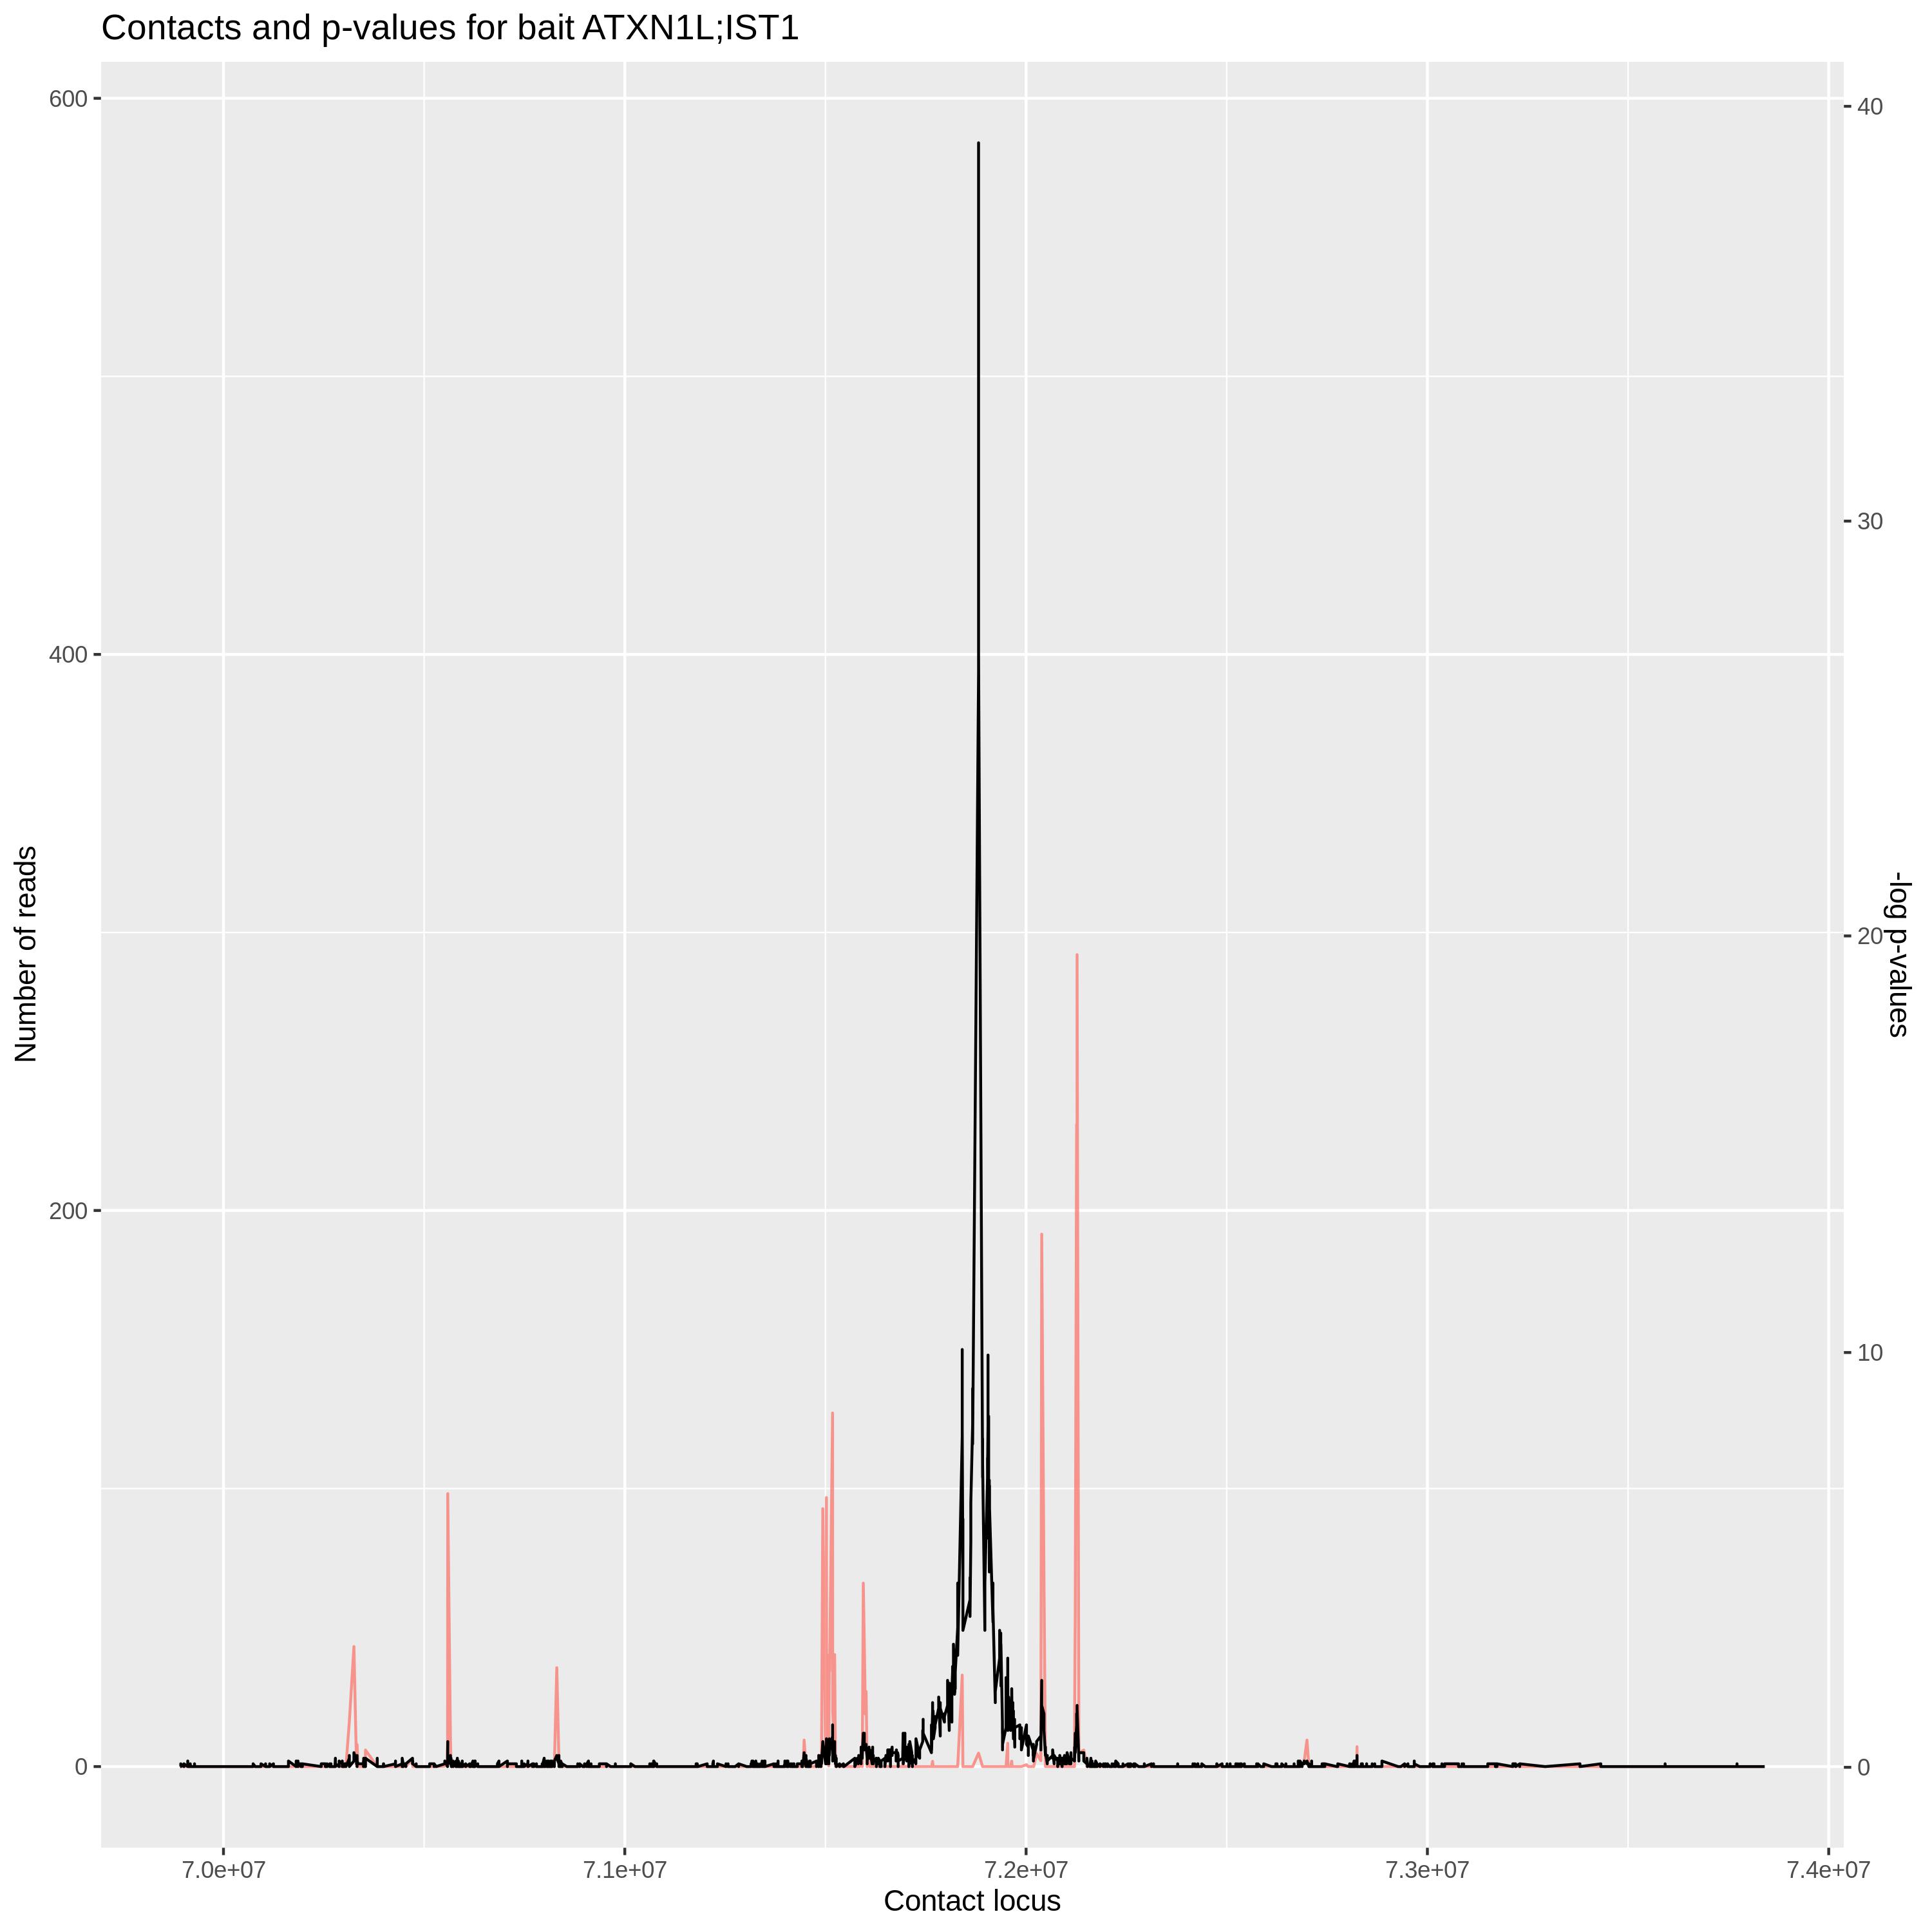 Contacts and p-values for bait ATXN1L;IST1
600
400
200
0
Number of reads
40
30
20
10
0
-log p-values
7.0e+07
7.1e+07
7.2e+07
7.3e+07
7.4e+07
Contact locus